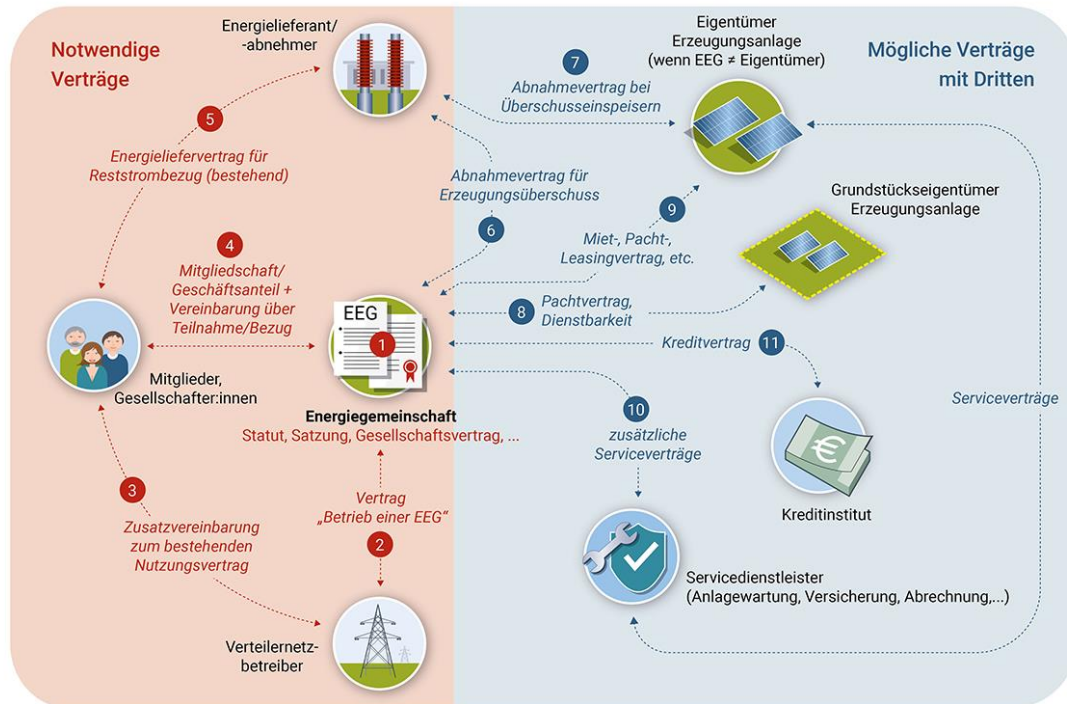 Notwendige
Verträge
Energielieferant/
-abnehmer
Eigentümer
Erzeugungsanlage
(wenn EEG ≠ Eigentümer)
Mögliche Verträge
mit Dritten
7
Abnahmevertrag bei
Überschusseinspeisern
5
Energieliefervertrag für
Reststrombezug (bestehend)
Abnahmevertrag für
Erzeugungsüberschuss
6
9
Miet-, Pacht-,
Leasingvertrag, etc.
Grundstückseigentümer
Erzeugungsanlage
4
Mitgliedschaft/
Geschäftsanteil +
Vereinbarung über
Teilnahme/Bezug
EEG
1
8
Pachtvertrag,
Dienstbarkeit
Kreditvertrag
11
Mitglieder,
Gesellschafter:innen
Energiegemeinschaft
Statut, Satzung, Gesellschaftsvertrag, ...
10
zusätzliche
Serviceverträge
Serviceverträge
€
Kreditinstitut
3
Zusatzvereinbarung
zum bestehenden
Nutzungsvertrag
Vertrag
„Betrieb einer EEG“
2
Servicedienstleister
(Anlagewartung, Versicherung, Abrechnung,...)
Verteilernetz-
betreiber